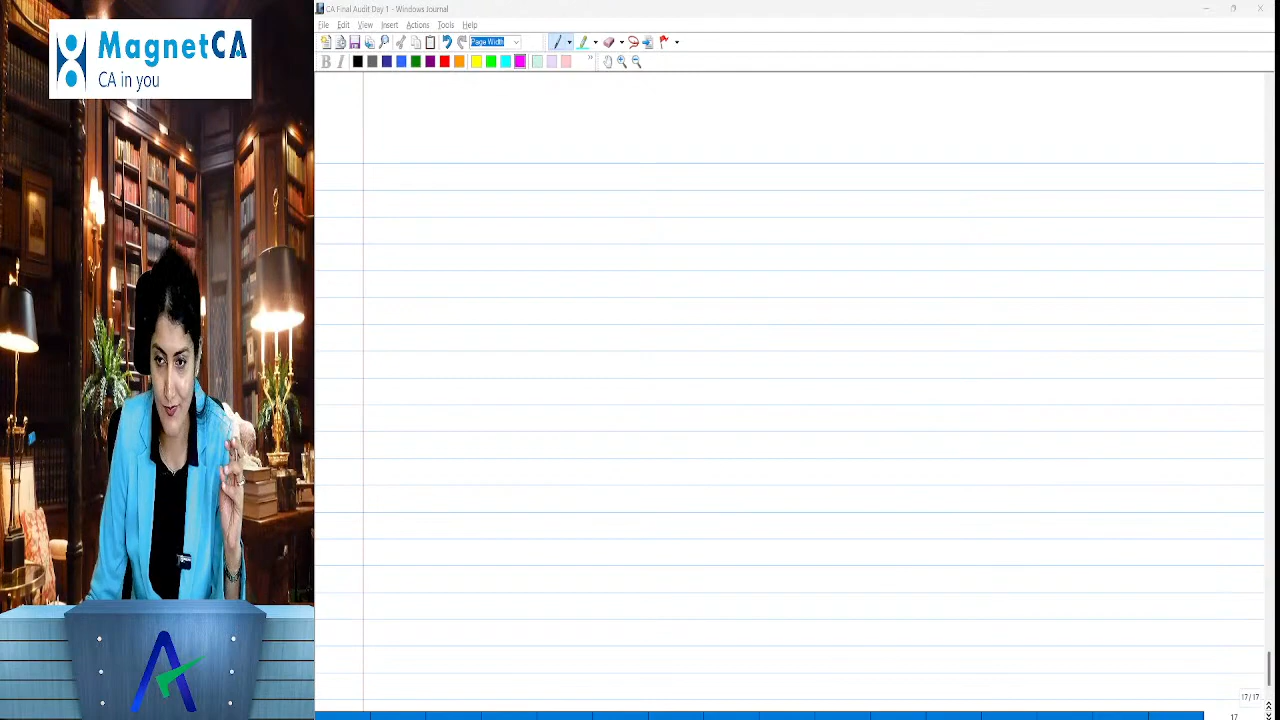 MagnetCA
CA in you
CA Final Audit Day 1 - Windows Journal
File Edit View Insert Actions Tools Help
Page Width
B I
17/17
17